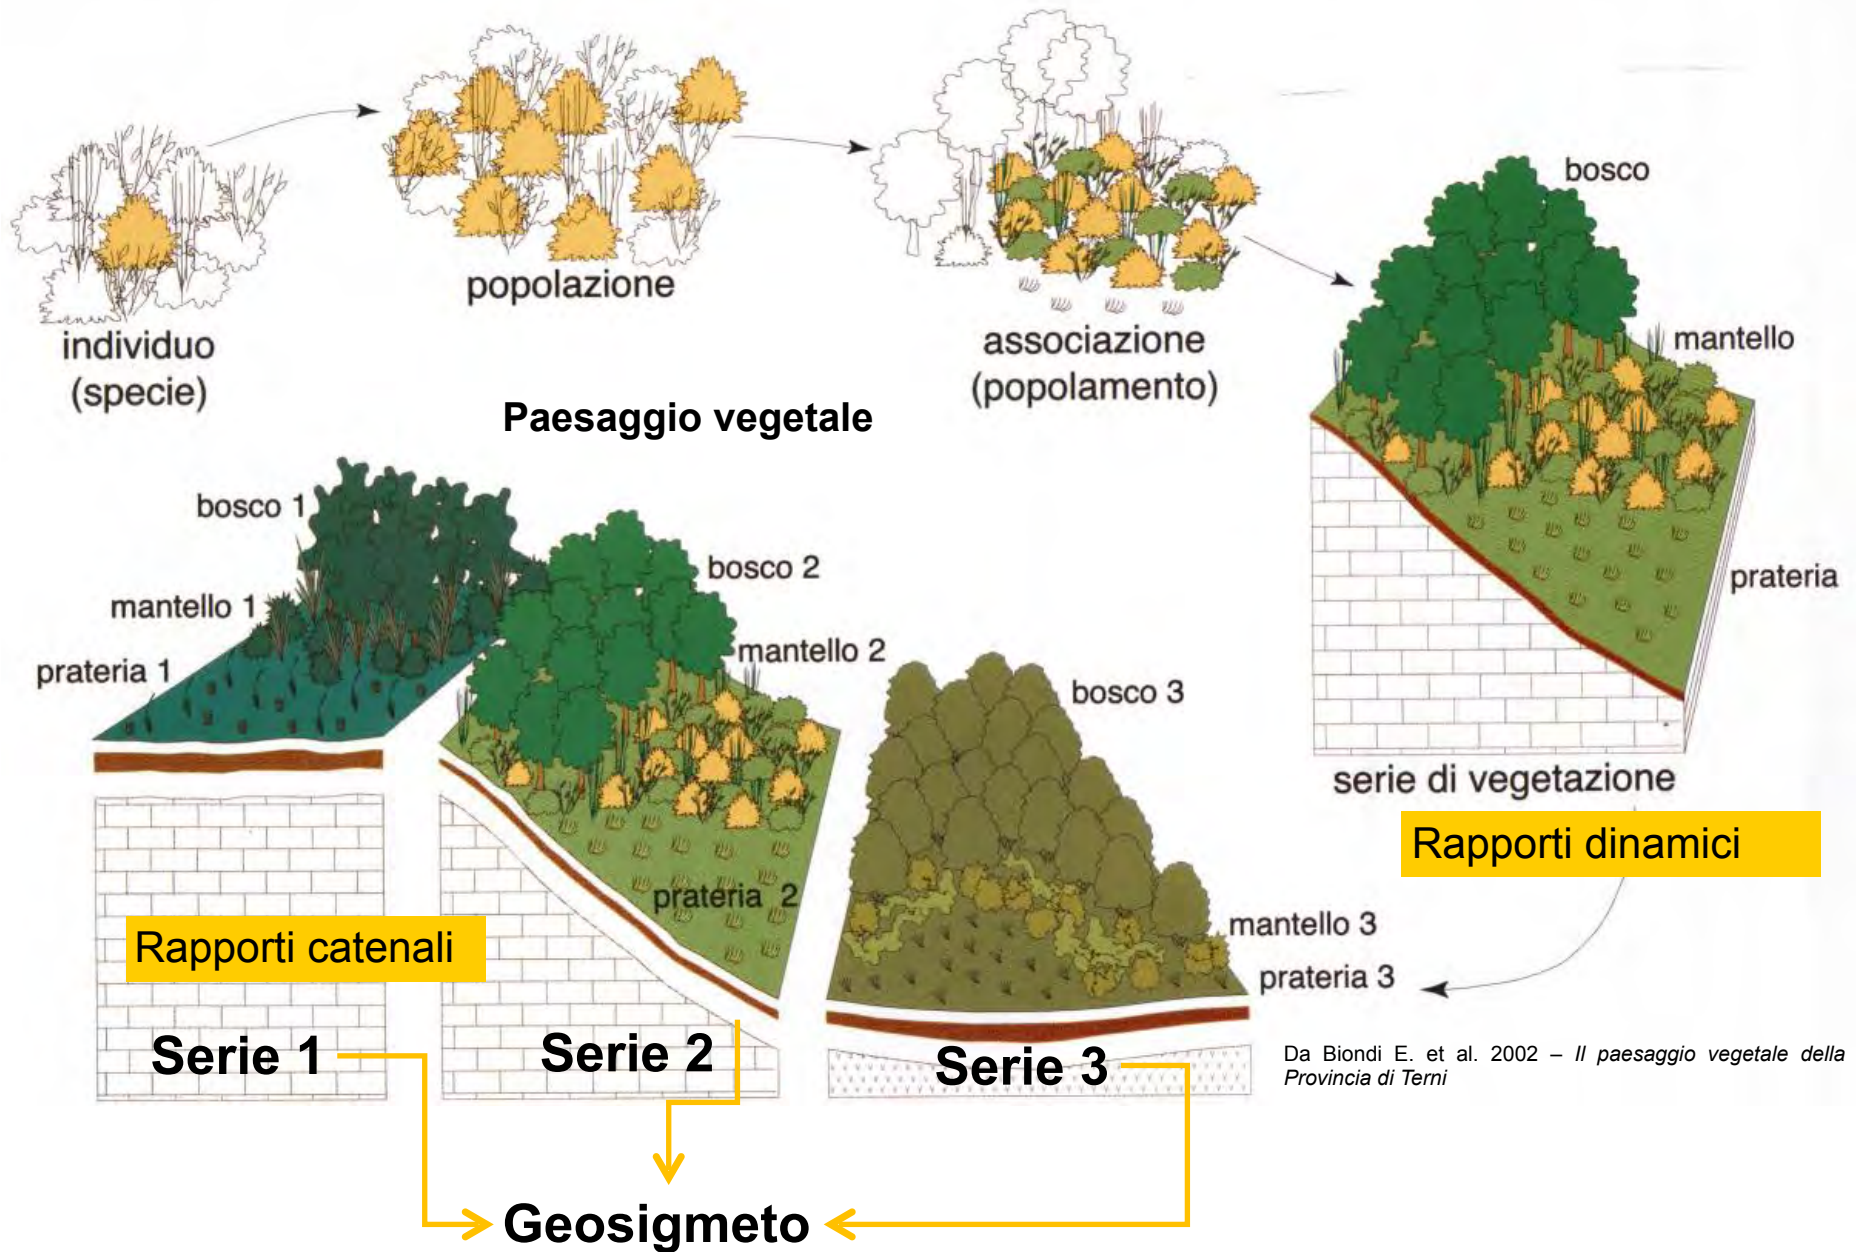 individuo
(specie)
popolazione
associazione
(popolamento)
bosco
mantello
prateria
serie di vegetazione
Rapporti dinamici
Paesaggio vegetale
bosco 1
mantello 1
prateria 1
bosco 2
mantello 2
prateria 2
bosco 3
mantello 3
prateria 3
Rapporti catenali
Serie 1
Serie 2
Serie 3
Da Biondi E. et al. 2002 – Il paesaggio vegetale della
Provincia di Terni
Geosigmeto